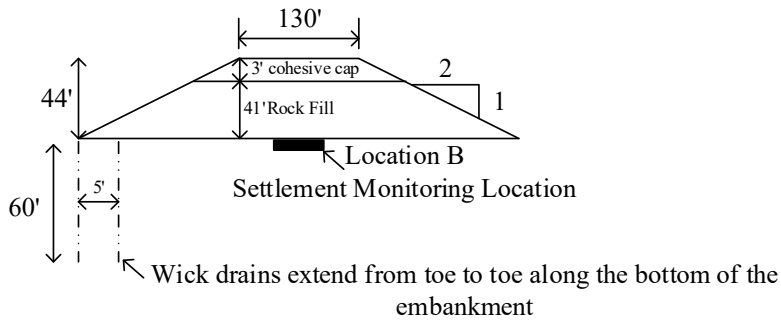 130'
3' cohesive cap
2
44'
41'Rock Fill
1
Location B
5'
Settlement Monitoring Location
60'
Wick drains extend from toe to toe along the bottom of the
embankment